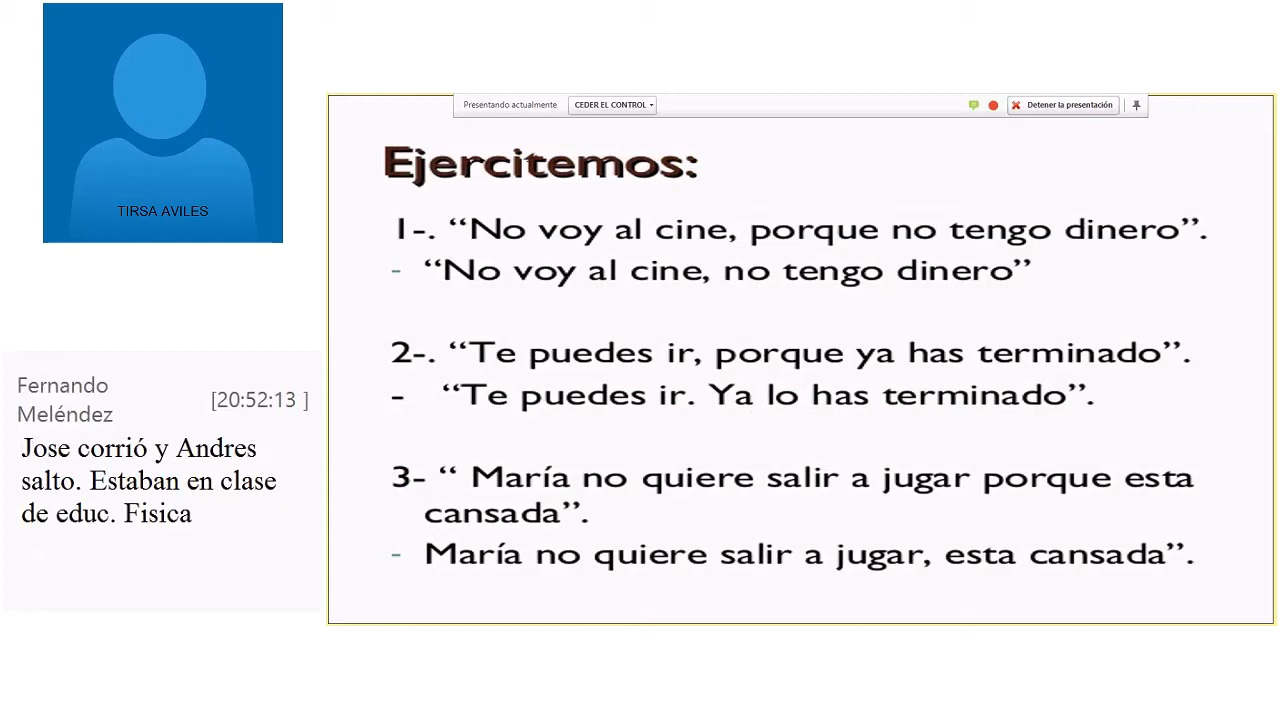 TIRSA AVILES
Fernando
Meléndez
[20:52:13 ]
Jose corrió y Andres
salto. Estaban en clase
de educ. Fisica
Presentando actualmente
CEDER EL CONTROL
Detener la presentación
Ejercitemos:
1-. “No voy al cine, porque no tengo dinero”.
- “No voy al cine, no tengo dinero”
2-. “Te puedes ir, porque ya has terminado”.
- “Te puedes ir. Ya lo has terminado”.
3- “ María no quiere salir a jugar porque esta
cansada”.
- María no quiere salir a jugar, esta cansada”.